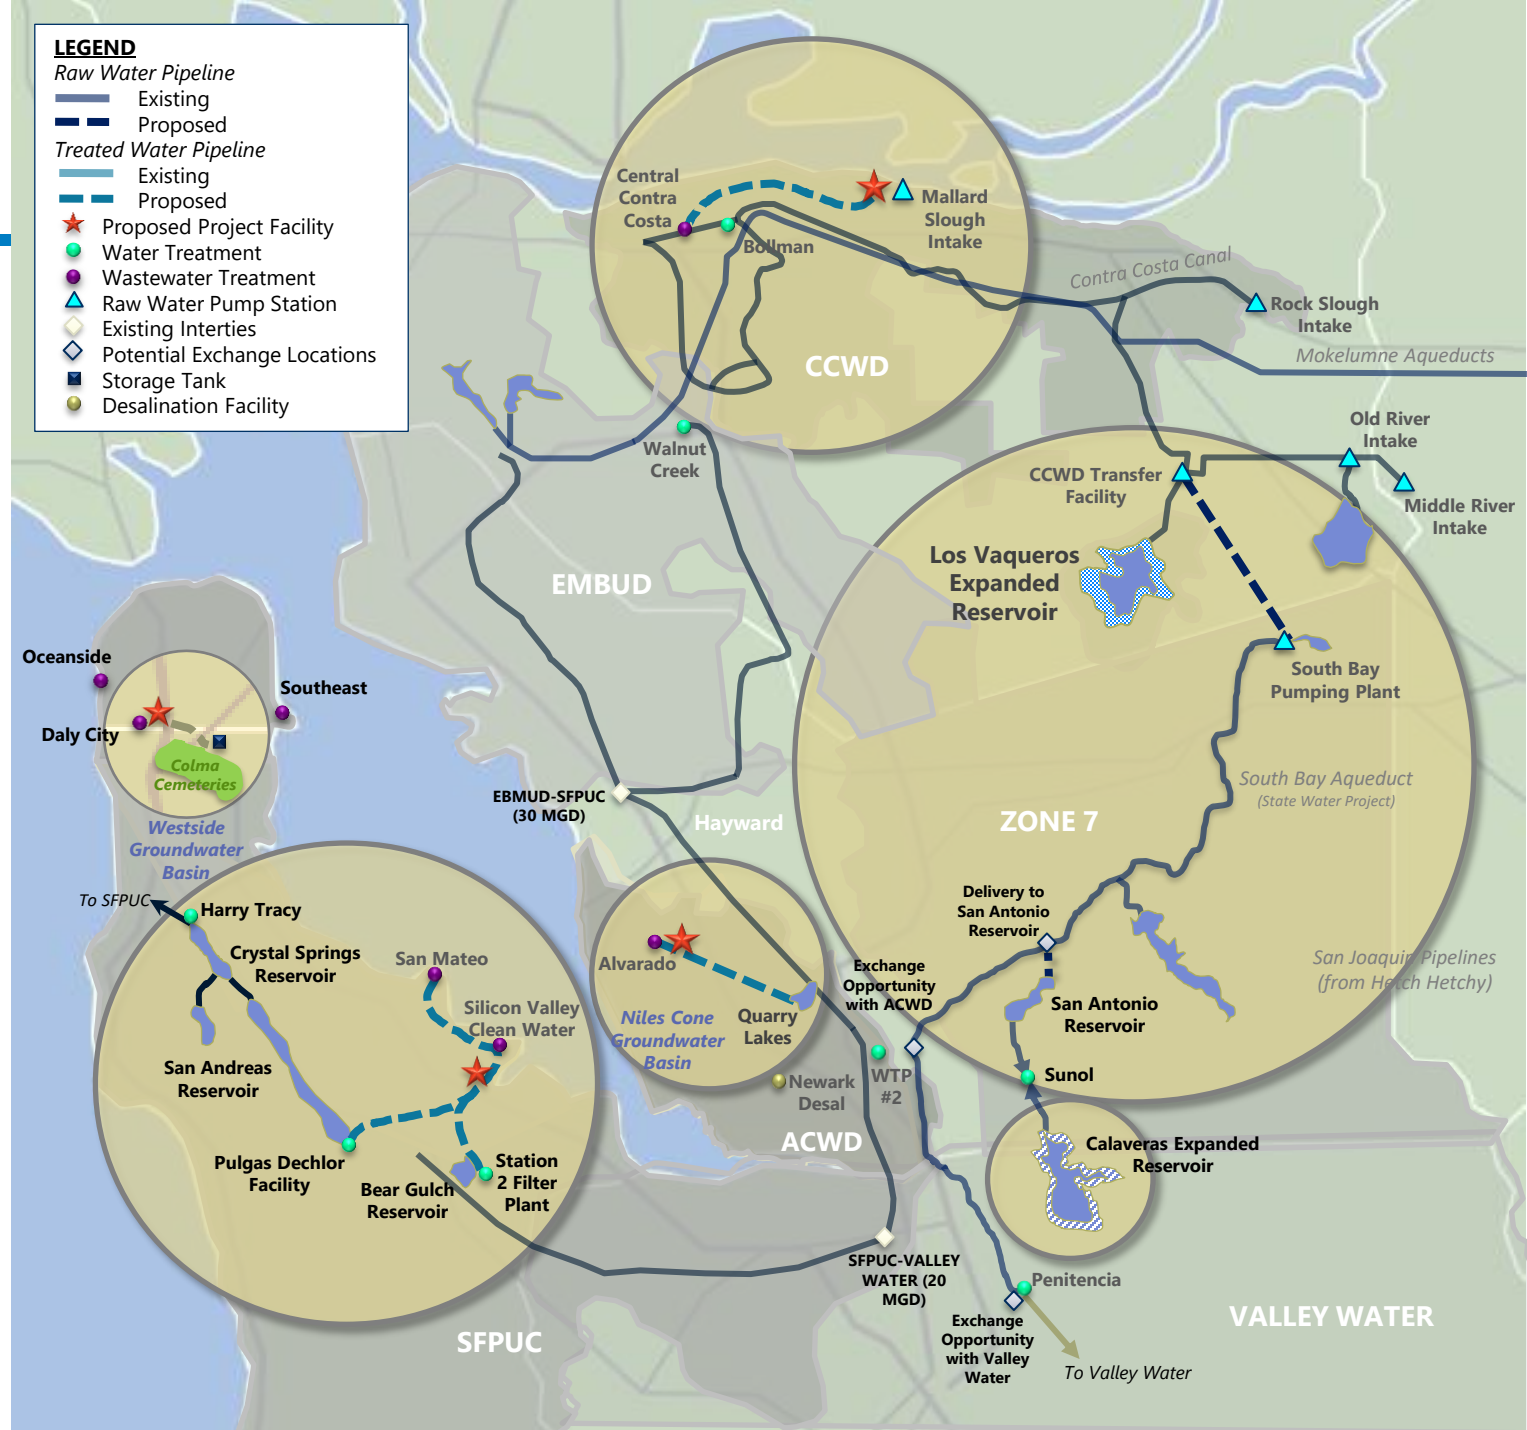 LEGEND
Raw Water Pipeline
Existing
Proposed
Treated Water Pipeline
Existing
Proposed
Proposed Project Facility
Water Treatment
Wastewater Treatment
Raw Water Pump Station
Existing Interties
Potential Exchange Locations
Storage Tank
Desalination Facility
Central
Contra
Costa
Bollman
Mallard
Slough
Intake
Contra Costa Canal
Rock Slough
Intake
Mokelumne Aqueducts
CCWD
Walnut
Creek
Old River
Intake
CCWD Transfer
Facility
Middle River
Intake
Los Vaqueros
Expanded
Reservoir
EMBUD
South Bay
Pumping Plant
Oceanside
Southeast
Daly City
Colma
Cemeteries
Westside
Groundwater
Basin
EBMUD-SFPUC
(30 MGD)
Hayward
South Bay Aqueduct
(State Water Project)
ZONE 7
To SFPUC
Harry Tracy
Crystal Springs
Reservoir
San Mateo
Silicon Valley
Clean Water
San Andreas
Reservoir
Pulgas Dechlor
Facility
Bear Gulch
Reservoir
Station
2 Filter
Plant
Alvarado
Niles Cone
Groundwater
Basin
Quarry
Lakes
Newark
Desal
WTP
#2
ACWD
Exchange
Opportunity
with ACWD
Delivery to
San Antonio
Reservoir
San Antonio
Reservoir
San Joaquin Pipelines
(from Hetch Hetchy)
Sunol
Calaveras Expanded
Reservoir
SFPUC-VALLEY
WATER (20
MGD)
Penitencia
Exchange
Opportunity
with Valley
Water
To Valley Water
VALLEY WATER
SFPUC